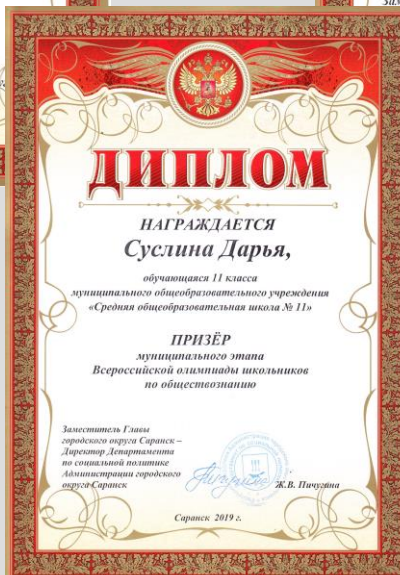 Зам
ДИПЛОМ
НАГРАЖДАЕТСЯ
Суслина Дарья,
обучающаяся 11 класса
муниципального общеобразовательного учреждения
«Средняя общеобразовательная школа № 11»
ПРИЗЁР
муниципального этапа
Всероссийской олимпиады школьников
по обществознанию
Заместитель Главы
городского округа Саранск –
Директор Департамента
по социальной политике
Администрации городского
округа Саранск
Ж.В. Пичугина
Саранск 2019 г.